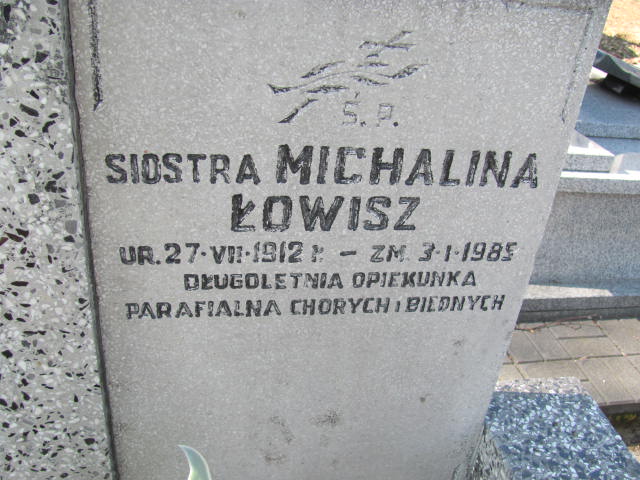 Ś.P.
SIOSTRA MICHALINA
ŁOWISZ
UR. 27·VII·1912 R. – ZM. 3·I·1985
DŁUGOLETNIA OPIEKUNKA
PARAFIALNA CHORYCH I BIEDNYCH